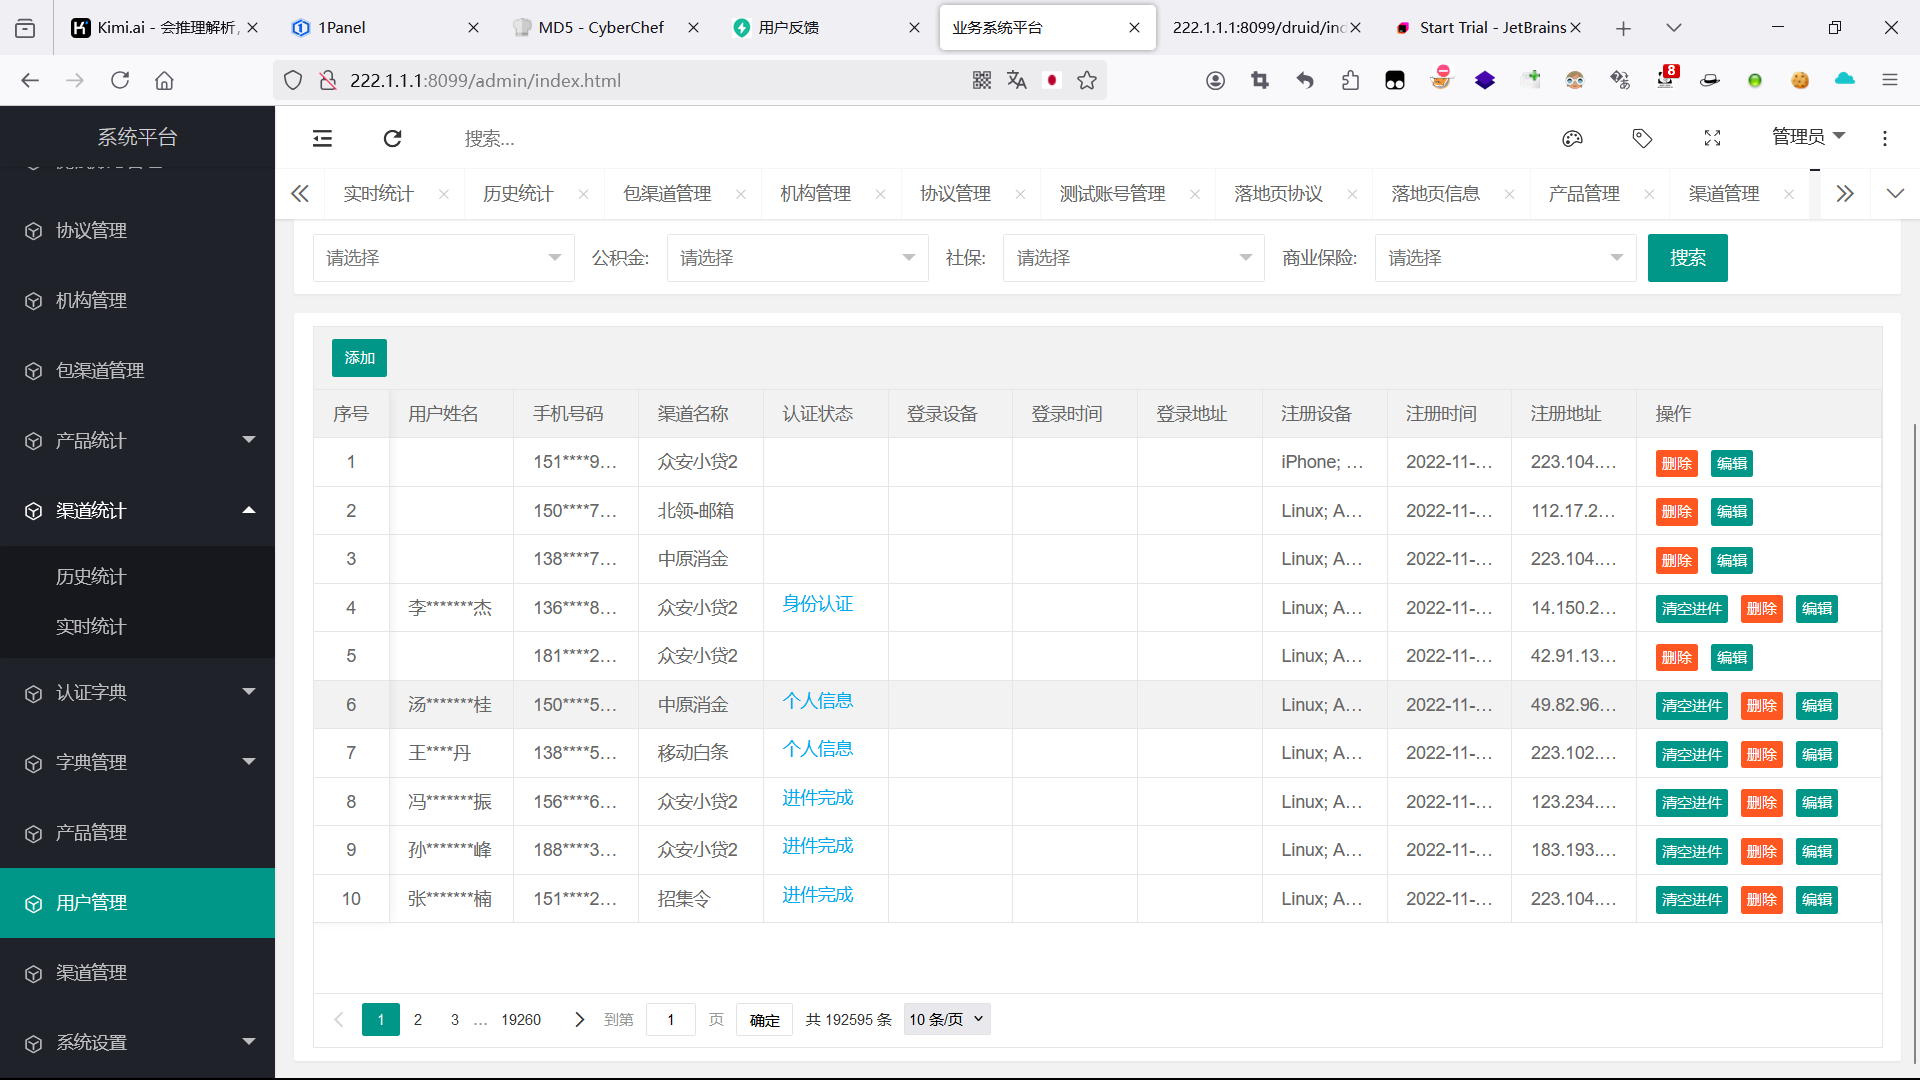 Kimi.ai - 会推理解析,
1Panel
MD5 - CyberChef
用户反馈
业务系统平台
222.1.1.1:8099/druid/ind
Start Trial - JetBrains
222.1.1.1:8099/admin/index.html
8
系统平台
搜索...
管理员
实时统计
历史统计
包渠道管理
机构管理
协议管理
测试账号管理
落地页协议
落地页信息
产品管理
渠道管理
协议管理
机构管理
包渠道管理
产品统计
渠道统计
历史统计
实时统计
认证字典
字典管理
产品管理
用户管理
渠道管理
系统设置
请选择 公积金: 请选择 社保: 请选择 商业保险: 请选择 搜索
添加
序号 用户姓名 手机号码 渠道名称 认证状态 登录设备 登录时间 登录地址 注册设备 注册时间 注册地址 操作
1 151****9... 众安小贷2 iPhone; ... 2022-11-... 223.104.... 删除 编辑
2 150****7... 北领-邮箱 Linux; A... 2022-11-... 112.17.2... 删除 编辑
3 138****7... 中原消金 Linux; A... 2022-11-... 223.104.... 删除 编辑
4 李*******杰 136****8... 众安小贷2 身份认证 Linux; A... 2022-11-... 14.150.2... 清空进件 删除 编辑
5 181****2... 众安小贷2 Linux; A... 2022-11-... 42.91.13... 删除 编辑
6 汤*******桂 150****5... 中原消金 个人信息 Linux; A... 2022-11-... 49.82.96... 清空进件 删除 编辑
7 王****丹 138****5... 移动白条 个人信息 Linux; A... 2022-11-... 223.102.... 清空进件 删除 编辑
8 冯*******振 156****6... 众安小贷2 进件完成 Linux; A... 2022-11-... 123.234.... 清空进件 删除 编辑
9 孙*******峰 188****3... 众安小贷2 进件完成 Linux; A... 2022-11-... 183.193.... 清空进件 删除 编辑
10 张*******楠 151****2... 招集令 进件完成 Linux; A... 2022-11-... 223.104.... 清空进件 删除 编辑
1 2 3 ... 19260 到第 1 页 确定 共 192595 条 10 条/页